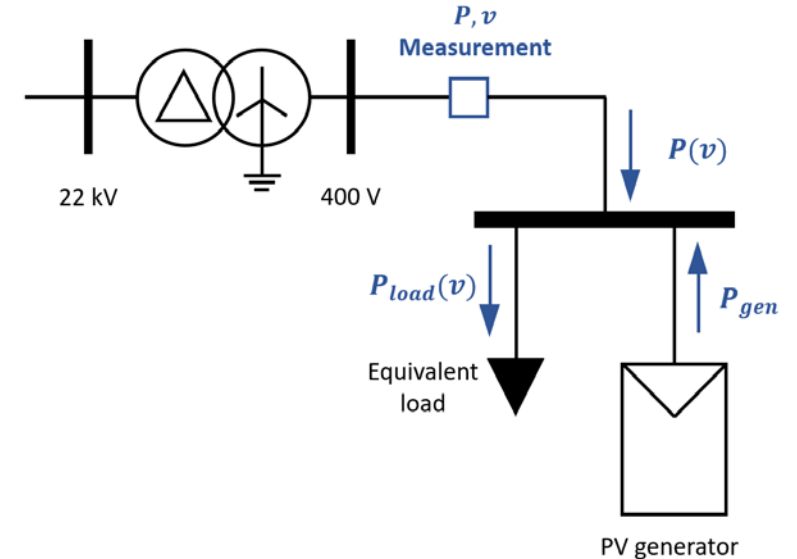 P, v
Measurement
P(v)
22 kV
400 V
P_load(v)
P_gen
Equivalent
load
PV generator